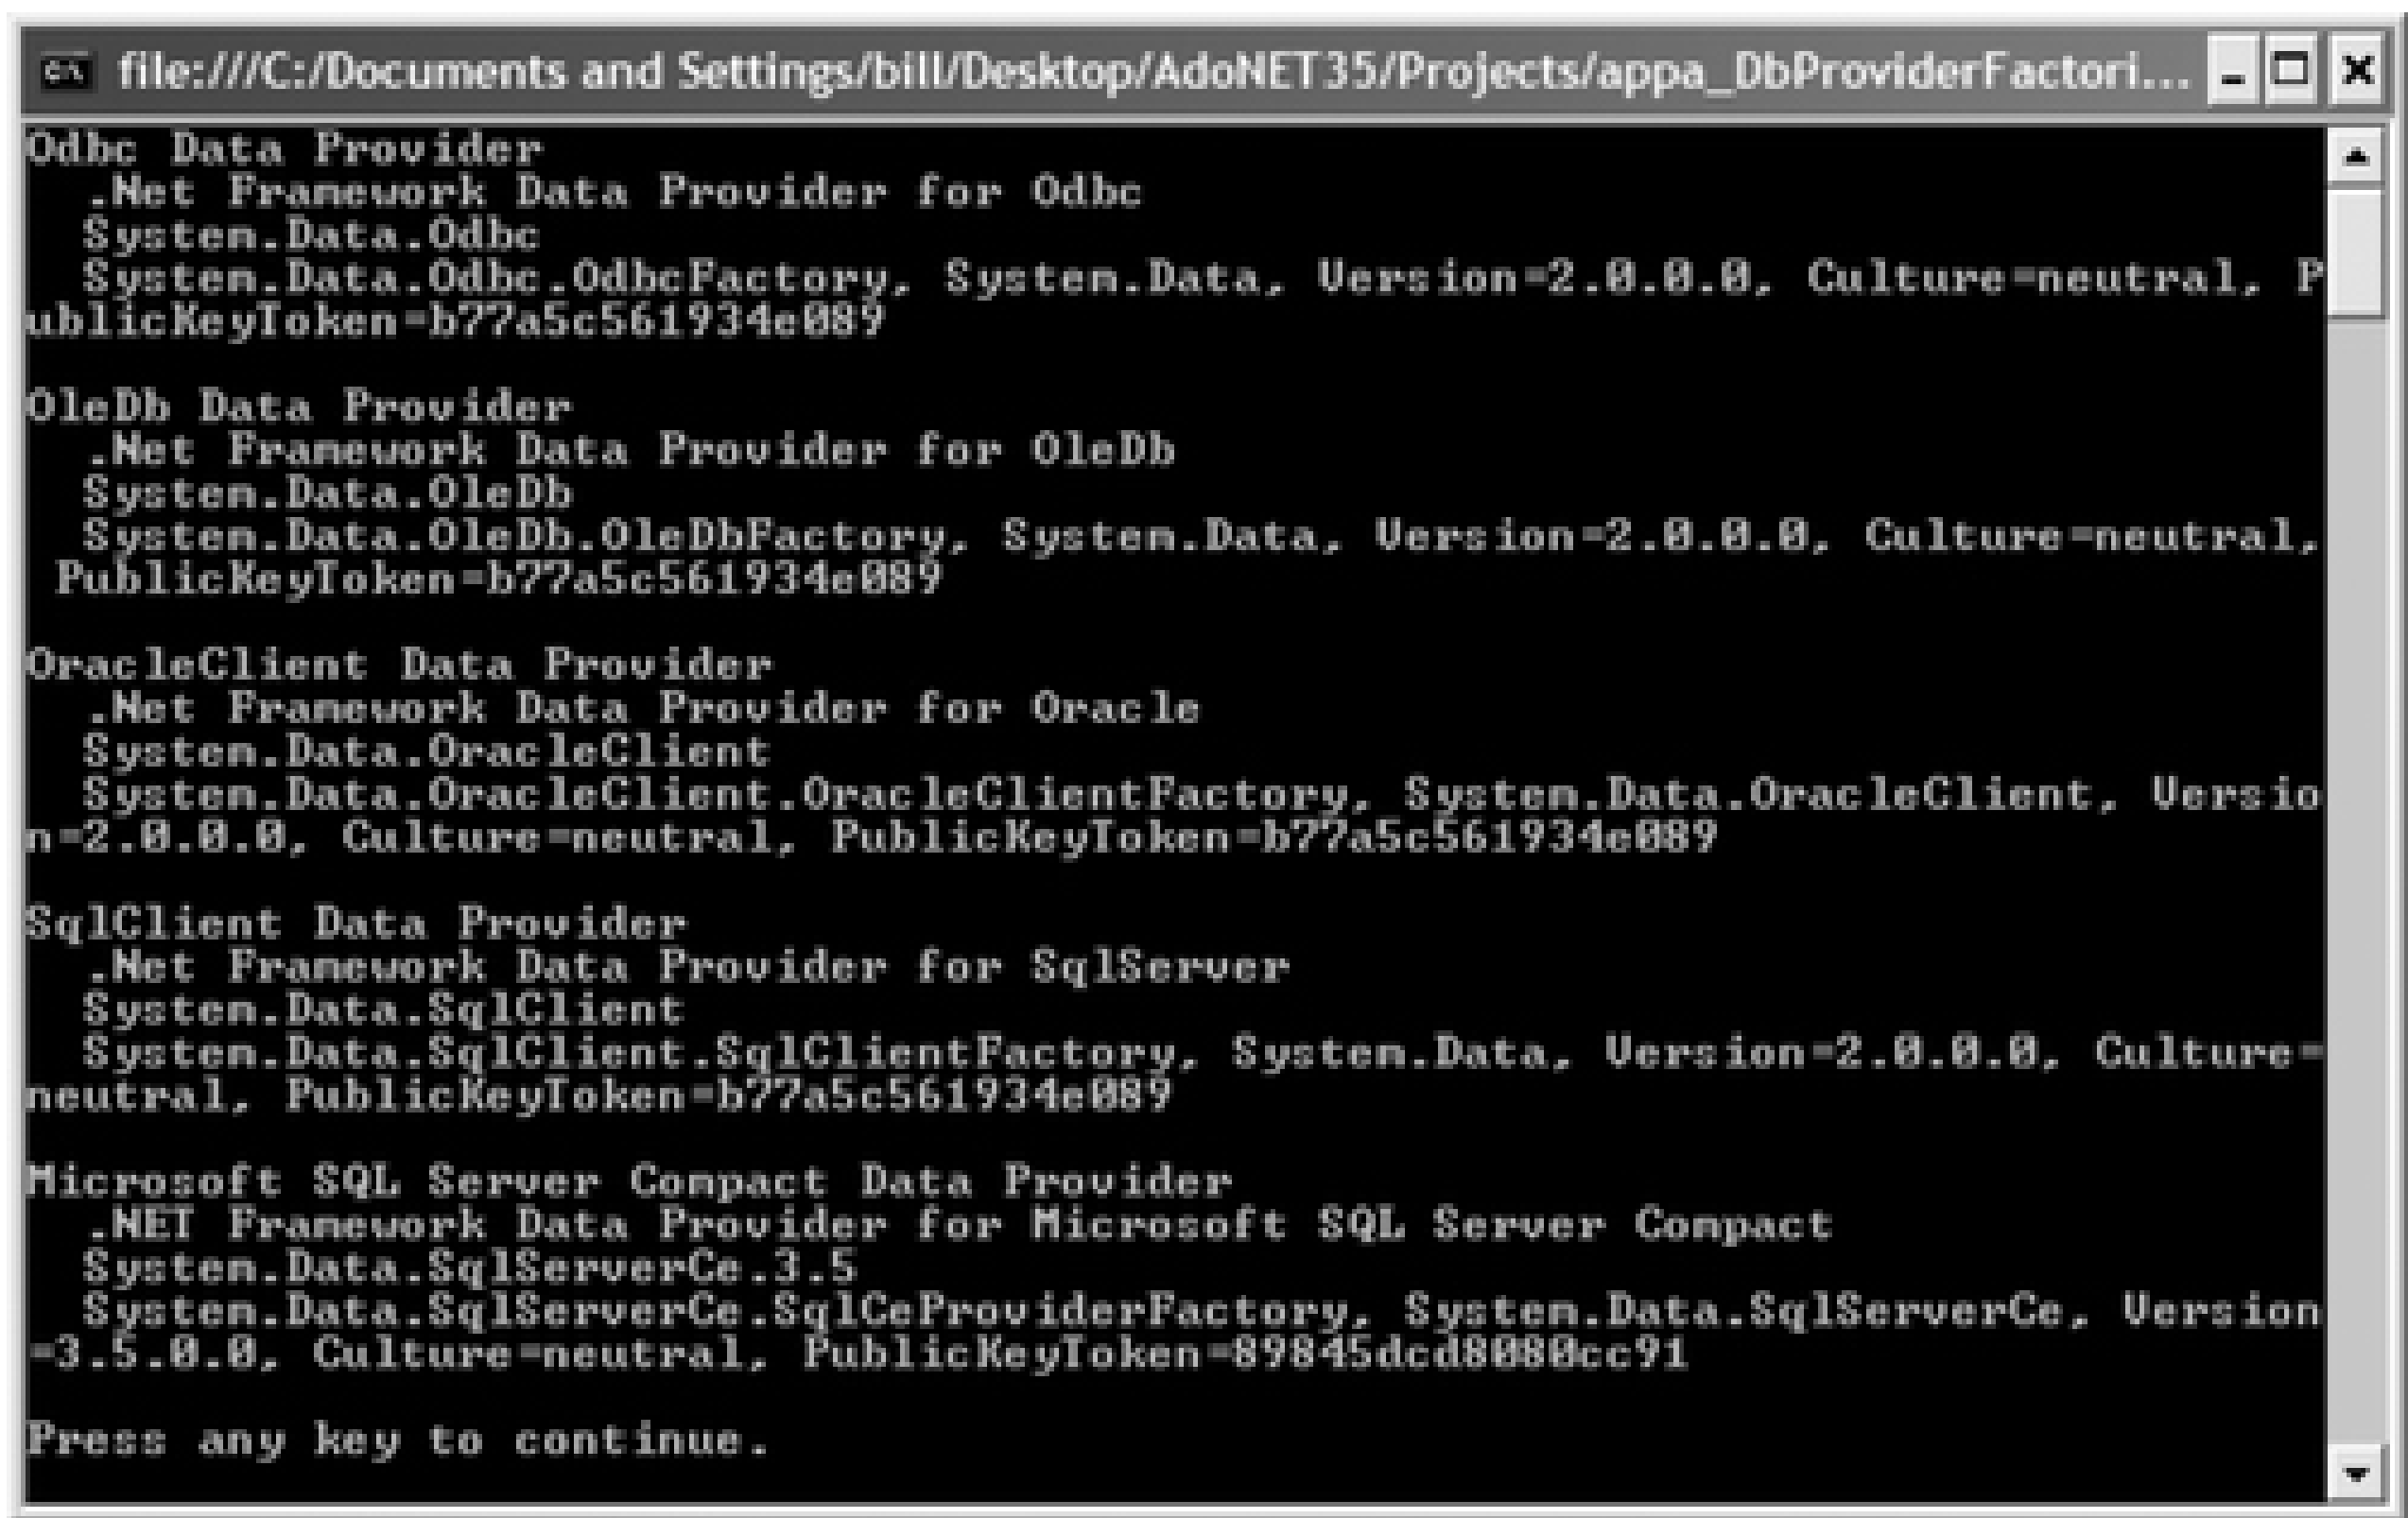 file:///C:/Documents and Settings/bill/Desktop/AdoNET35/Projects/appa_DbProviderFactori...
Odbc Data Provider
.Net Framework Data Provider for Odbc
System.Data.Odbc
System.Data.Odbc.OdbcFactory, System.Data, Version=2.0.0.0, Culture=neutral, P
ublicKeyToken=b77a5c561934e089
OleDb Data Provider
.Net Framework Data Provider for OleDb
System.Data.OleDb
System.Data.OleDb.OleDbFactory, System.Data, Version=2.0.0.0, Culture=neutral,
PublicKeyToken=b77a5c561934e089
OracleClient Data Provider
.Net Framework Data Provider for Oracle
System.Data.OracleClient
System.Data.OracleClient.OracleClientFactory, System.Data.OracleClient, Versio
n=2.0.0.0, Culture=neutral, PublicKeyToken=b77a5c561934e089
SqlClient Data Provider
.Net Framework Data Provider for SqlServer
System.Data.SqlClient
System.Data.SqlClient.SqlClientFactory, System.Data, Version=2.0.0.0, Culture=
neutral, PublicKeyToken=b77a5c561934e089
Microsoft SQL Server Compact Data Provider
.NET Framework Data Provider for Microsoft SQL Server Compact
System.Data.SqlServerCe.3.5
System.Data.SqlServerCe.SqlCeProviderFactory, System.Data.SqlServerCe, Version
=3.5.0.0, Culture=neutral, PublicKeyToken=89845dcd8080cc91
Press any key to continue.